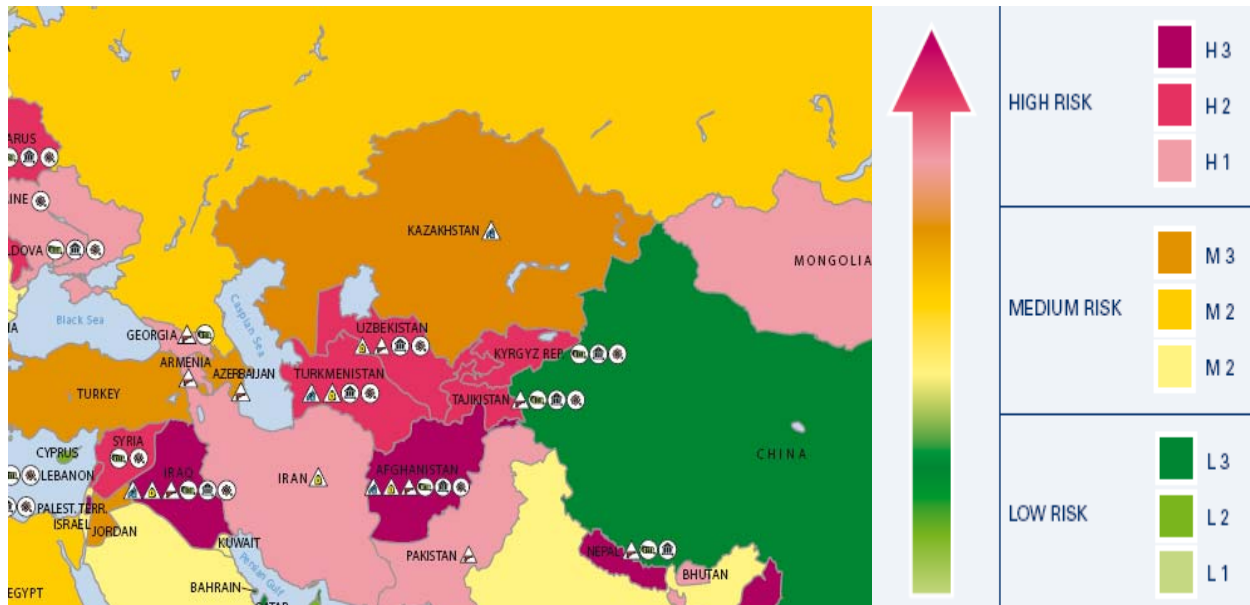 ARUS
INE
LDOVA
Black Sea
GEORGIA
ARMENIA
AZERBAIJAN
TURKEY
CYPRUS
SYRIA
LEBANON
IRAQ
PALEST. TERR.
ISRAEL
JORDAN
EGYPT
KUWAIT
BAHRAIN
Persian Gulf
QATAR
Caspian Sea
KAZAKHSTAN
UZBEKISTAN
TURKMENISTAN
KYRGYZ REP.
TAJIKISTAN
IRAN
AFGHANISTAN
PAKISTAN
NEPAL
BHUTAN
CHINA
MONGOLIA
HIGH RISK
H 3
H 2
H 1
MEDIUM RISK
M 3
M 2
M 2
LOW RISK
L 3
L 2
L 1